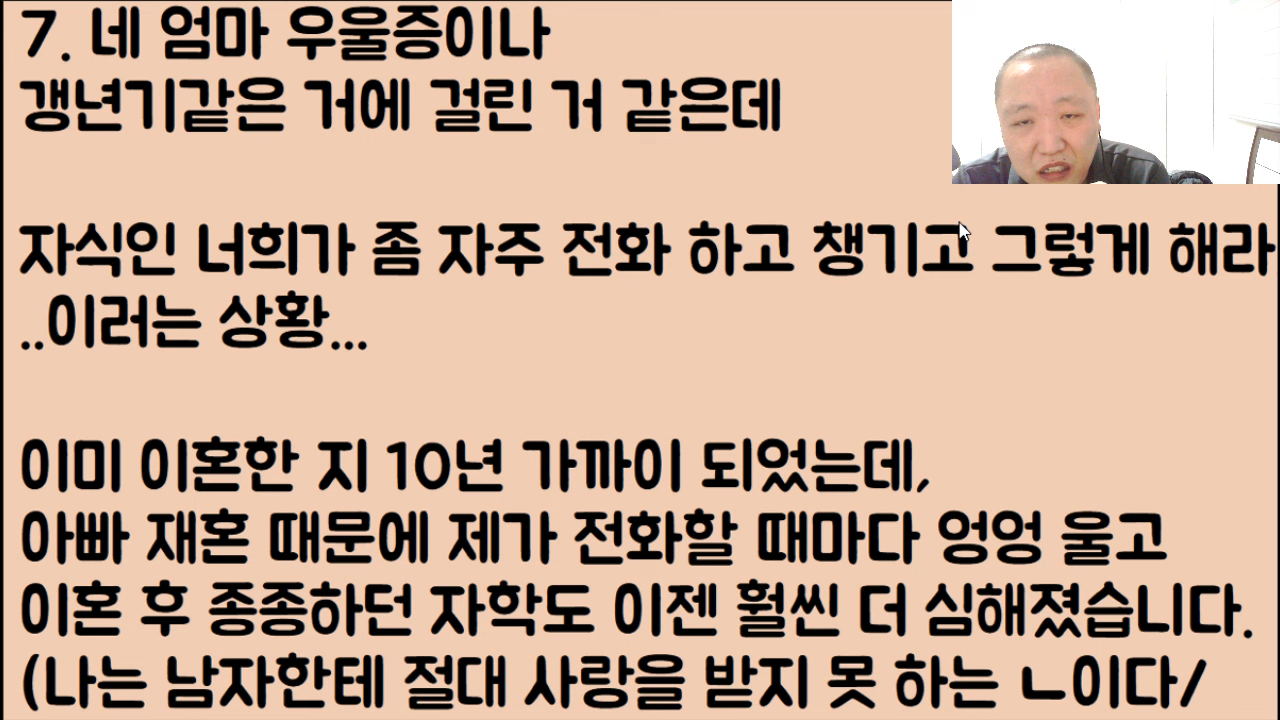 7. 네 엄마 우울증이나
갱년기같은 거에 걸린 거 같은데
자식인 너희가 좀 자주 전화 하고 챙기고 그렇게 해라
..이러는 상황...
이미 이혼한 지 10년 가까이 되었는데,
아빠 재혼 때문에 제가 전화할 때마다 엉엉 울고
이혼 후 종종하던 자학도 이젠 훨씬 더 심해졌습니다.
(나는 남자한테 절대 사랑을 받지 못 하는 ㄴ이다/